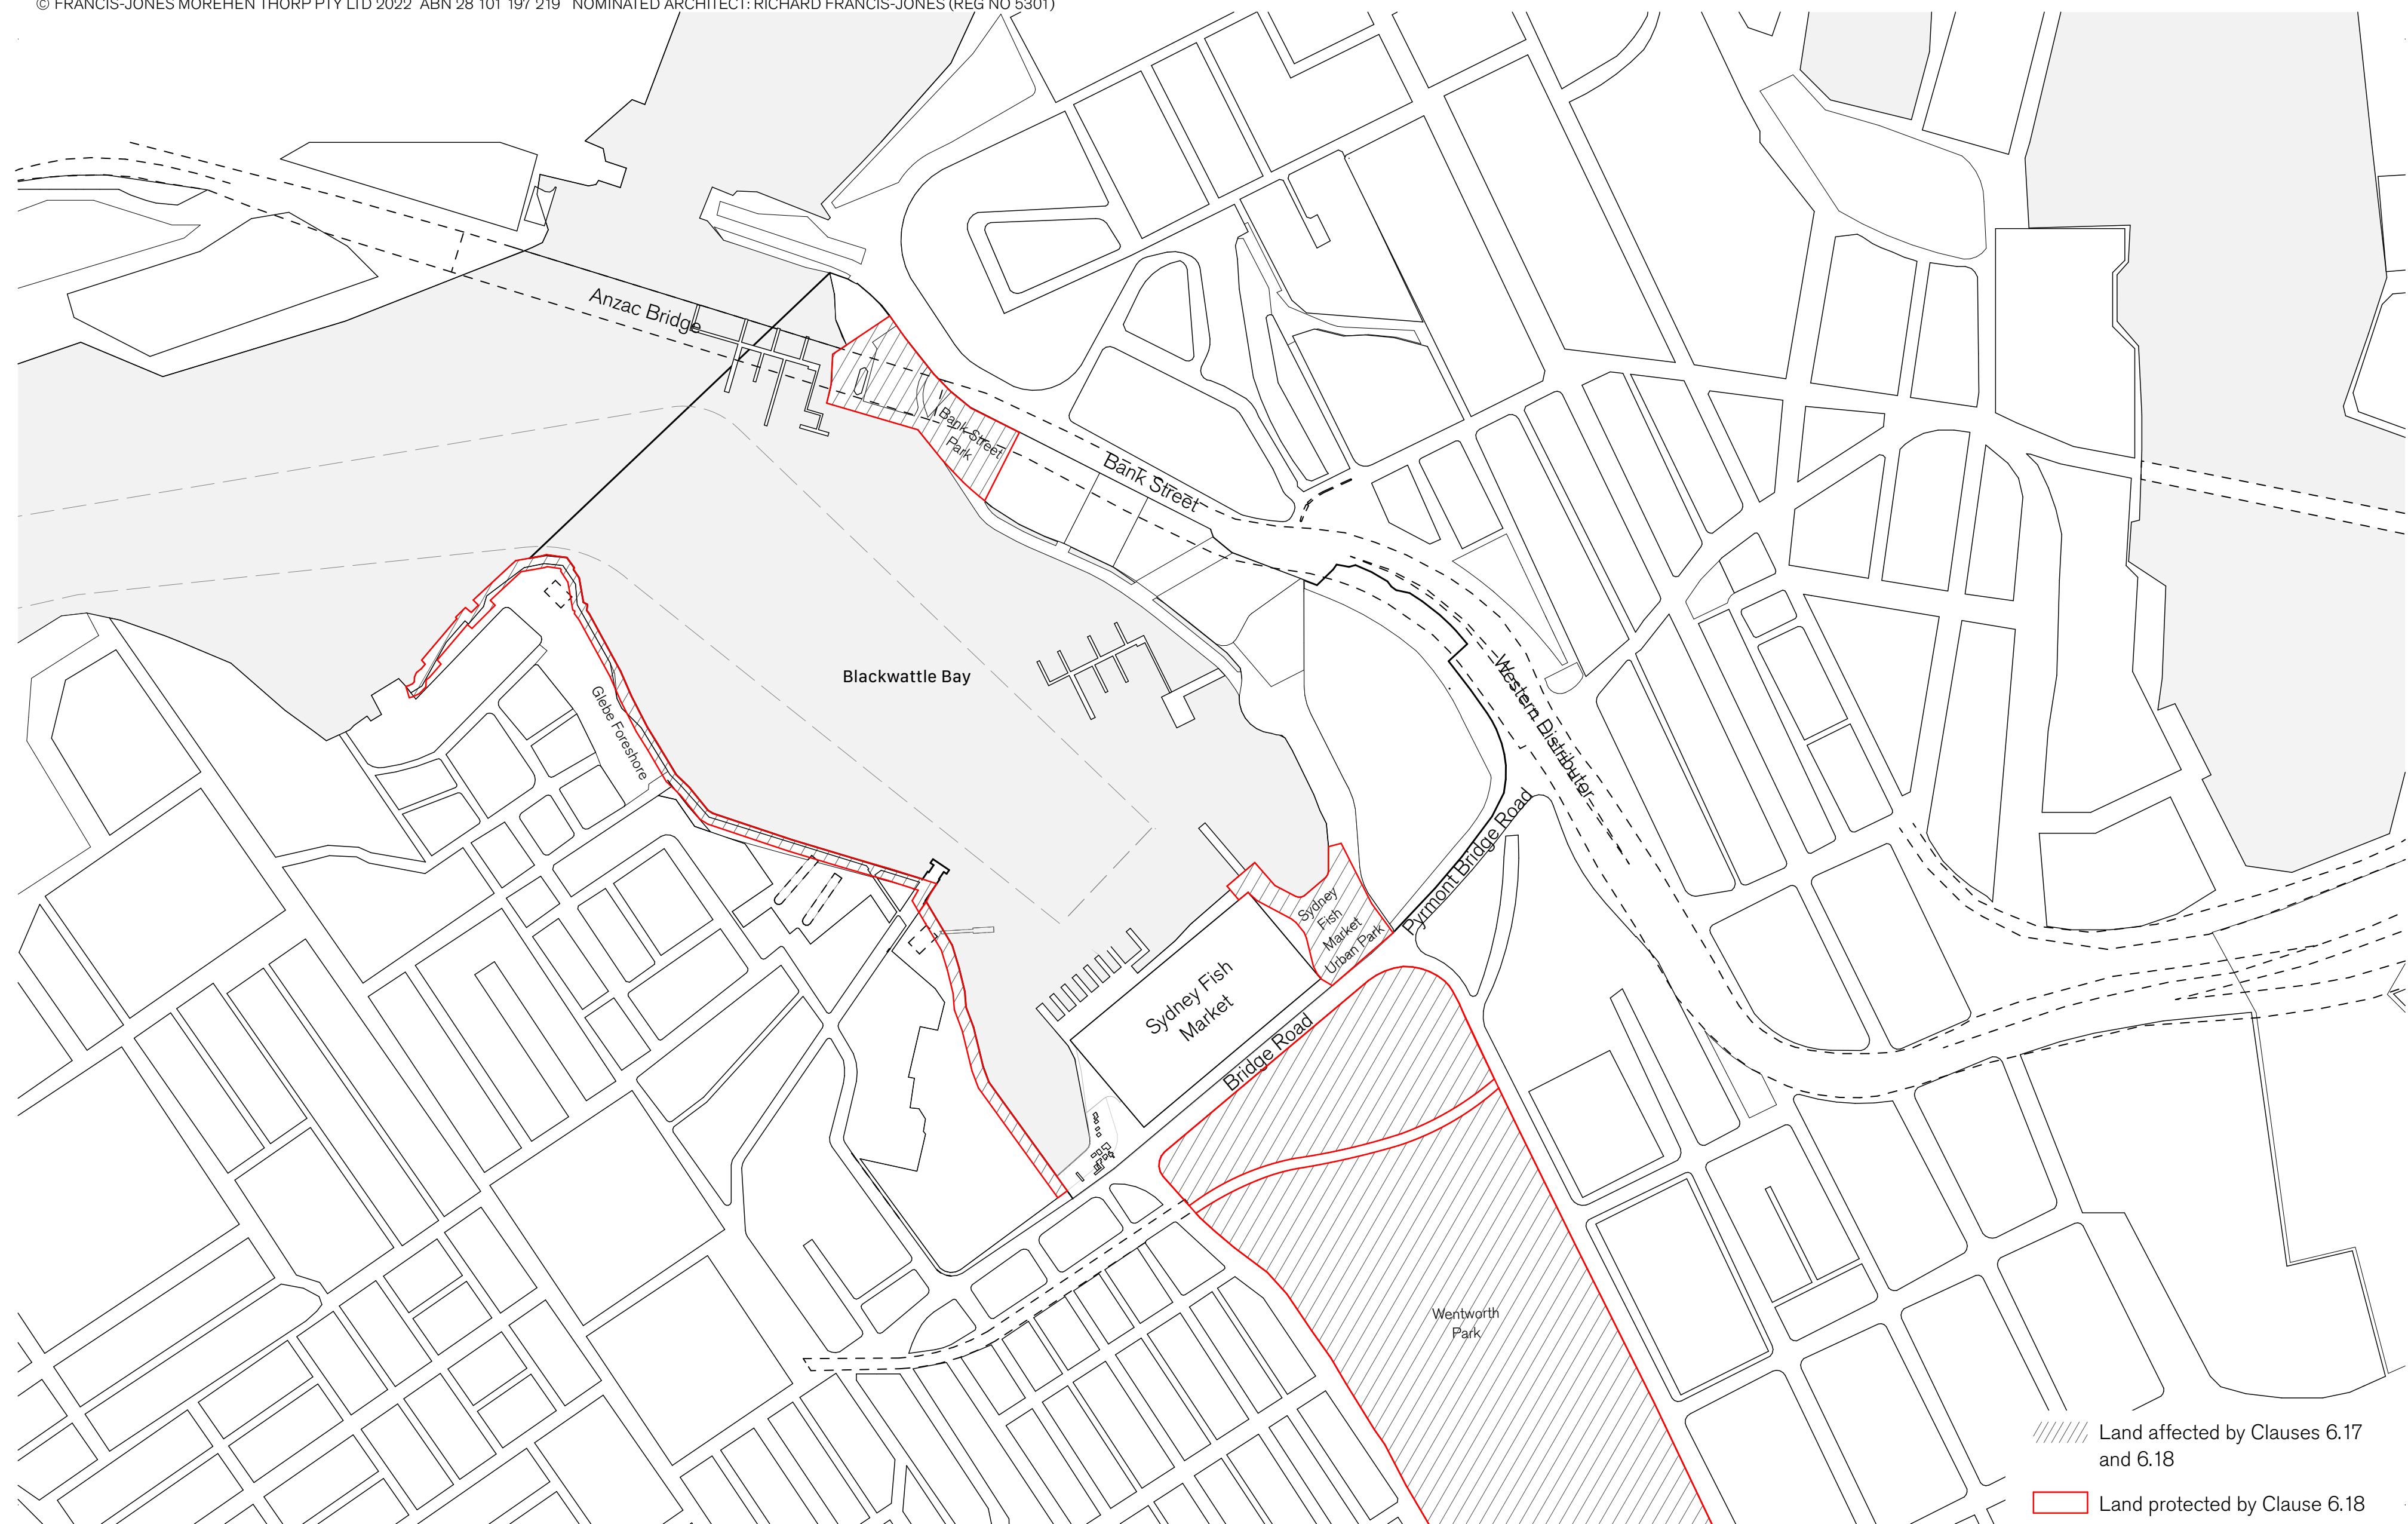 © FRANCIS-JONES MOREHEN THORP PTY LTD 2022 ABN 28 101 197 219 NOMINATED ARCHITECT: RICHARD FRANCIS-JONES (REG NO 5301)
Anzac Bridge
Bank Street
Park
Bank Street
Blackwattle Bay
Glebe Foreshore
Western Distributer
Pyrmont Bridge Road
Sydney
Fish
Market
Urban Park
Sydney Fish
Market
Bridge Road
Wentworth
Park
Land affected by Clauses 6.17
and 6.18
Land protected by Clause 6.18